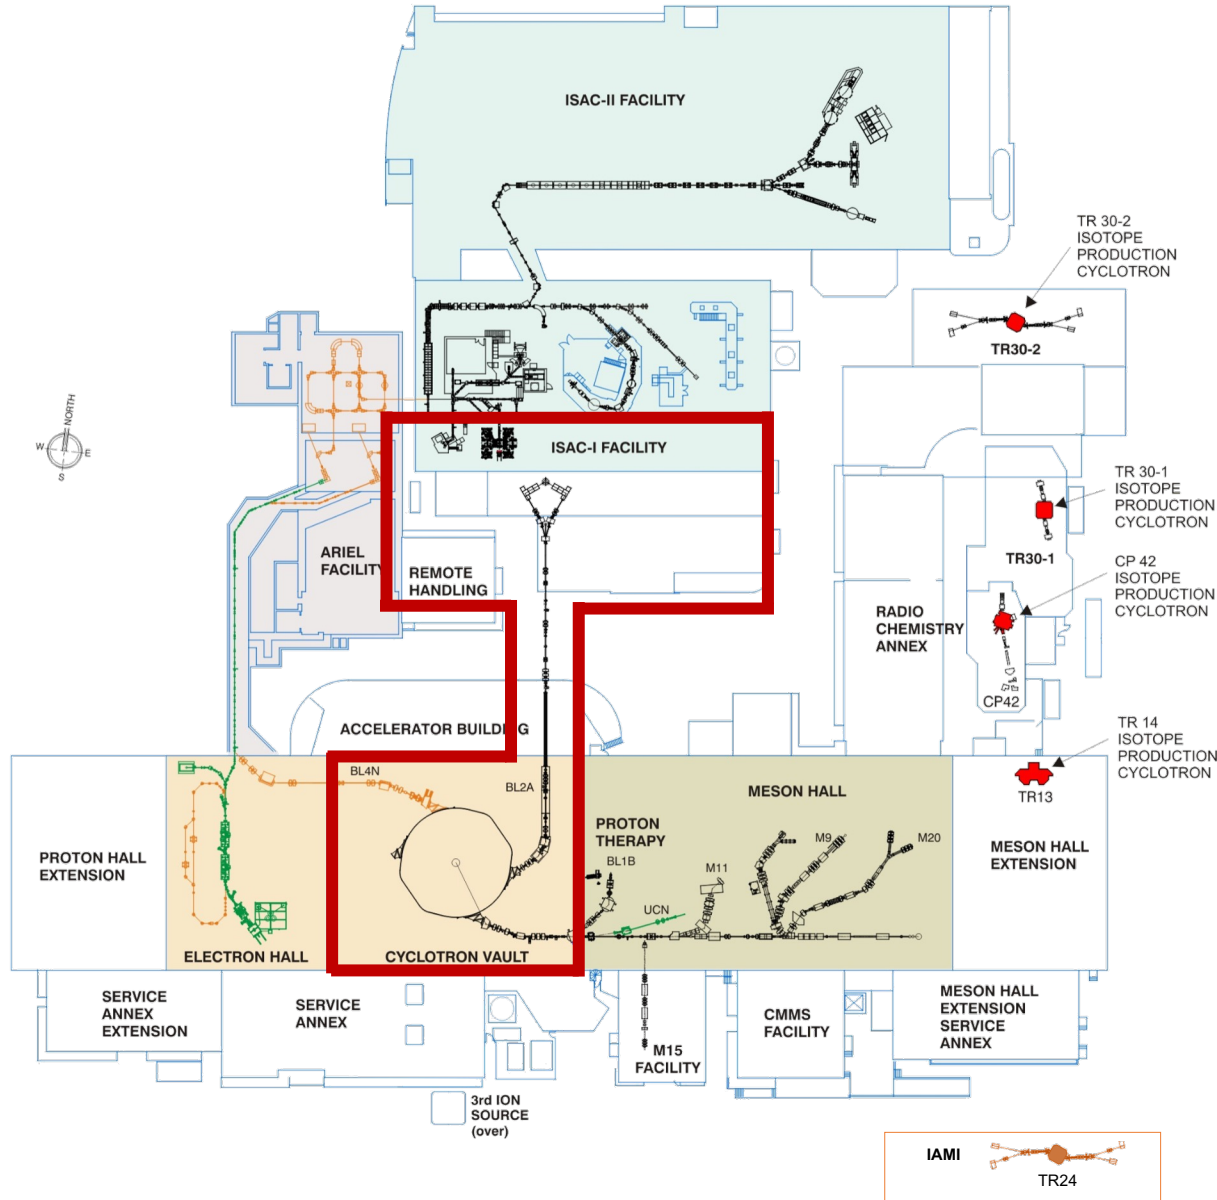 ISAC-II FACILITY
TR 30-2
ISOTOPE
PRODUCTION
CYCLOTRON
TR30-2
NORTH
W
E
S
ISAC-I FACILITY
TR 30-1
ISOTOPE
PRODUCTION
CYCLOTRON
TR30-1
ARIEL
FACILITY
REMOTE
HANDLING
CP 42
ISOTOPE
PRODUCTION
CYCLOTRON
RADIO
CHEMISTRY
ANNEX
CP42
ACCELERATOR BUILDING
TR 14
ISOTOPE
PRODUCTION
CYCLOTRON
TR13
BL4N
BL2A
MESON HALL
PROTON
THERAPY
BL1B
M9
M20
M11
UCN
PROTON HALL
EXTENSION
MESON HALL
EXTENSION
ELECTRON HALL
CYCLOTRON VAULT
SERVICE
ANNEX
EXTENSION
SERVICE
ANNEX
M15
FACILITY
CMMS
FACILITY
MESON HALL
EXTENSION
SERVICE
ANNEX
3rd ION
SOURCE
(over)
IAMI
TR24